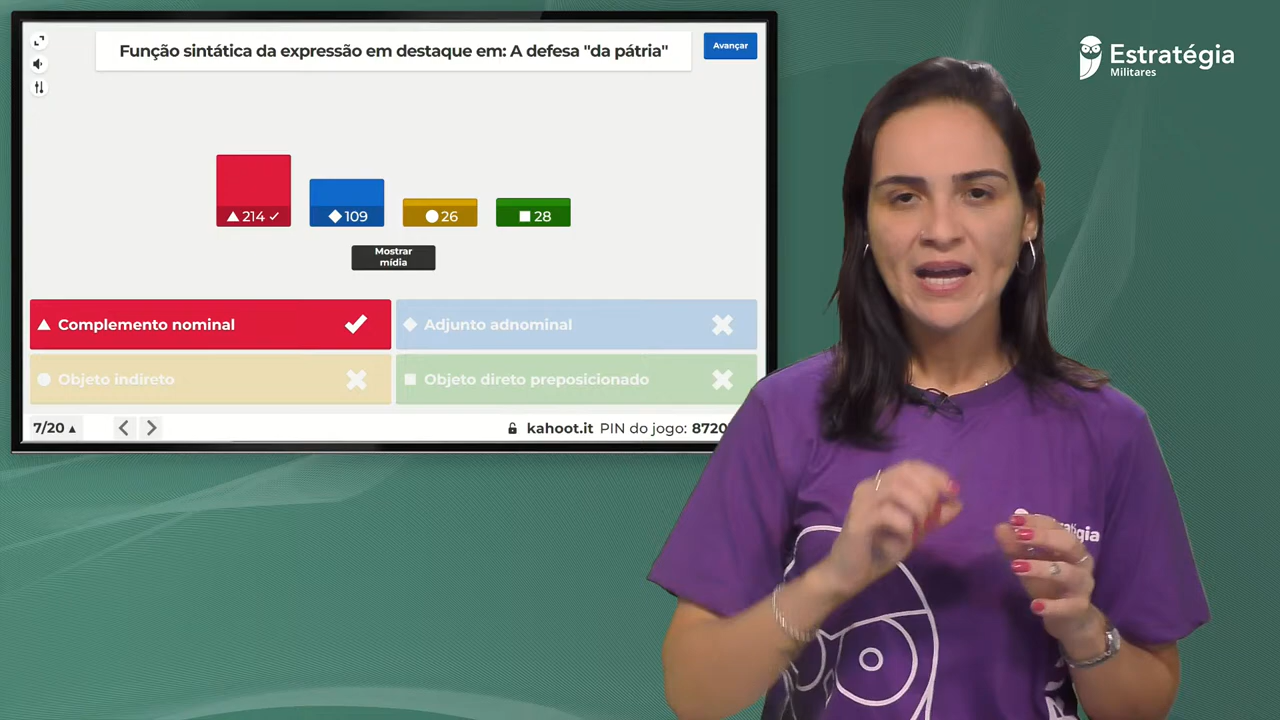 Função sintática da expressão em destaque em: A defesa "da pátria"
Avançar
Estratégia
Militares
214
109
26
28
Mostrar
mídia
Complemento nominal
Adjunto adnominal
Objeto indireto
Objeto direto preposicionado
7/20
kahoot.it PIN do jogo: 8720